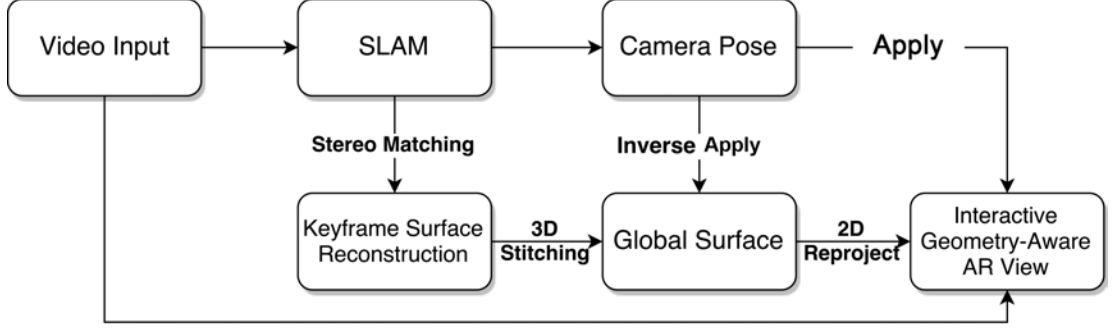 Video Input
SLAM
Camera Pose
Apply
Stereo Matching
Inverse Apply
Keyframe Surface
Reconstruction
3D
Stitching
Global Surface
2D
Reproject
Interactive
Geometry-Aware
AR View